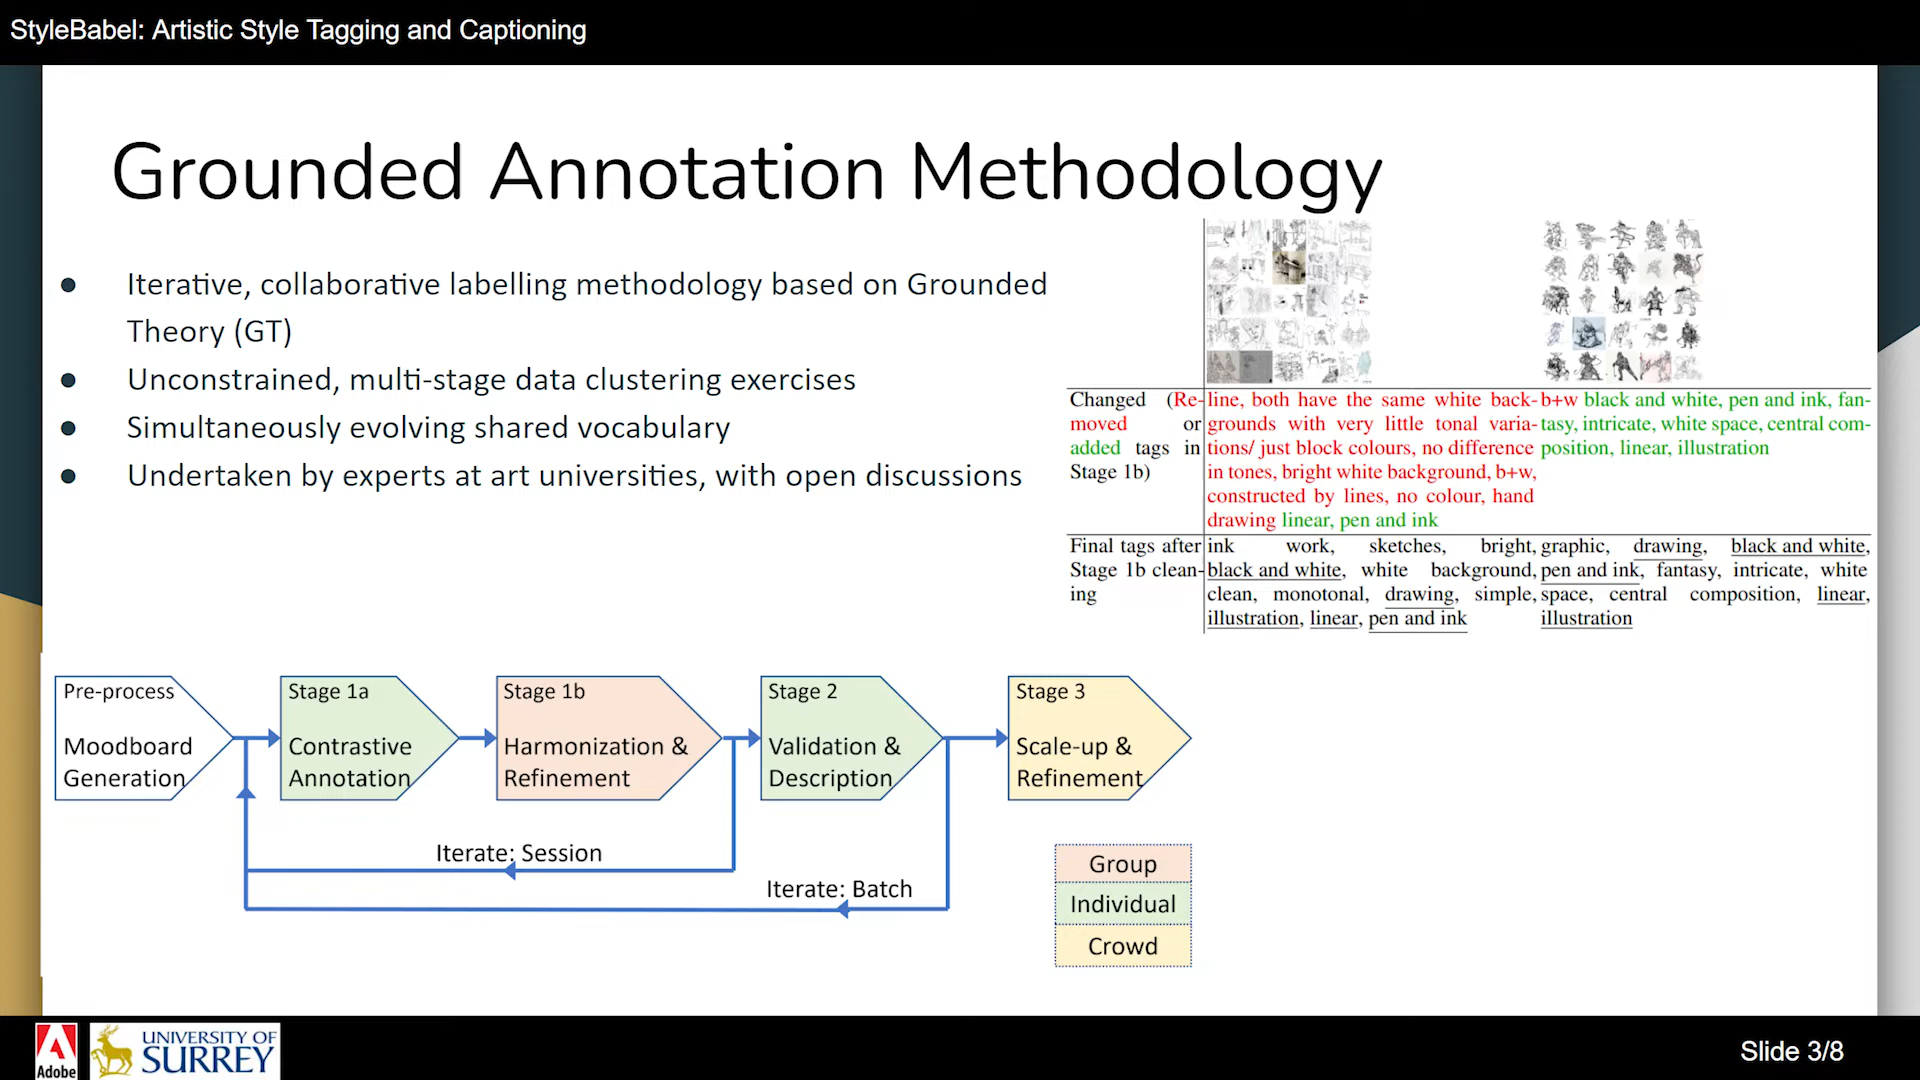 StyleBabel: Artistic Style Tagging and Captioning
Grounded Annotation Methodology
● Iterative, collaborative labelling methodology based on Grounded
Theory (GT)
● Unconstrained, multi-stage data clustering exercises
● Simultaneously evolving shared vocabulary
● Undertaken by experts at art universities, with open discussions
Changed (Re-
moved or
added tags in
Stage 1b)
line, both have the same white back-
grounds with very little tonal varia-
tions/ just block colours, no difference
in tones, bright white background, b+w,
constructed by lines, no colour, hand
drawing linear, pen and ink
b+w black and white, pen and ink, fan-
tasy, intricate, white space, central com-
position, linear, illustration
Final tags after
Stage 1b clean-
ing
ink work, sketches, bright,
black and white, white background,
clean, monotonal, drawing, simple,
illustration, linear, pen and ink
graphic, drawing, black and white,
pen and ink, fantasy, intricate, white
space, central composition, linear,
illustration
Pre-process
Moodboard
Generation
Stage 1a
Contrastive
Annotation
Stage 1b
Harmonization &
Refinement
Stage 2
Validation &
Description
Stage 3
Scale-up &
Refinement
Iterate: Session
Iterate: Batch
Group
Individual
Crowd
Adobe
UNIVERSITY OF
SURREY
Slide 3/8